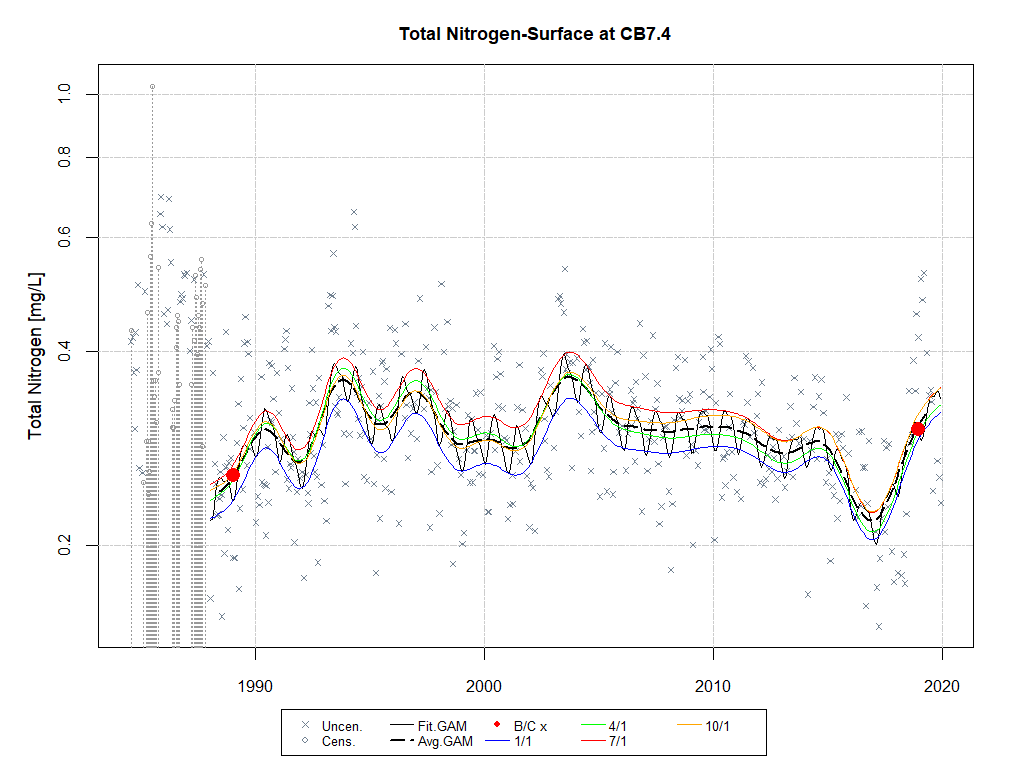 Total Nitrogen-Surface at CB7.4
Total Nitrogen [mg/L]
1.0
0.8
0.6
0.4
0.2
1990 2000 2010 2020
Uncen. Fit.GAM B/C x 4/1 10/1
Cens. Avg.GAM 1/1 7/1